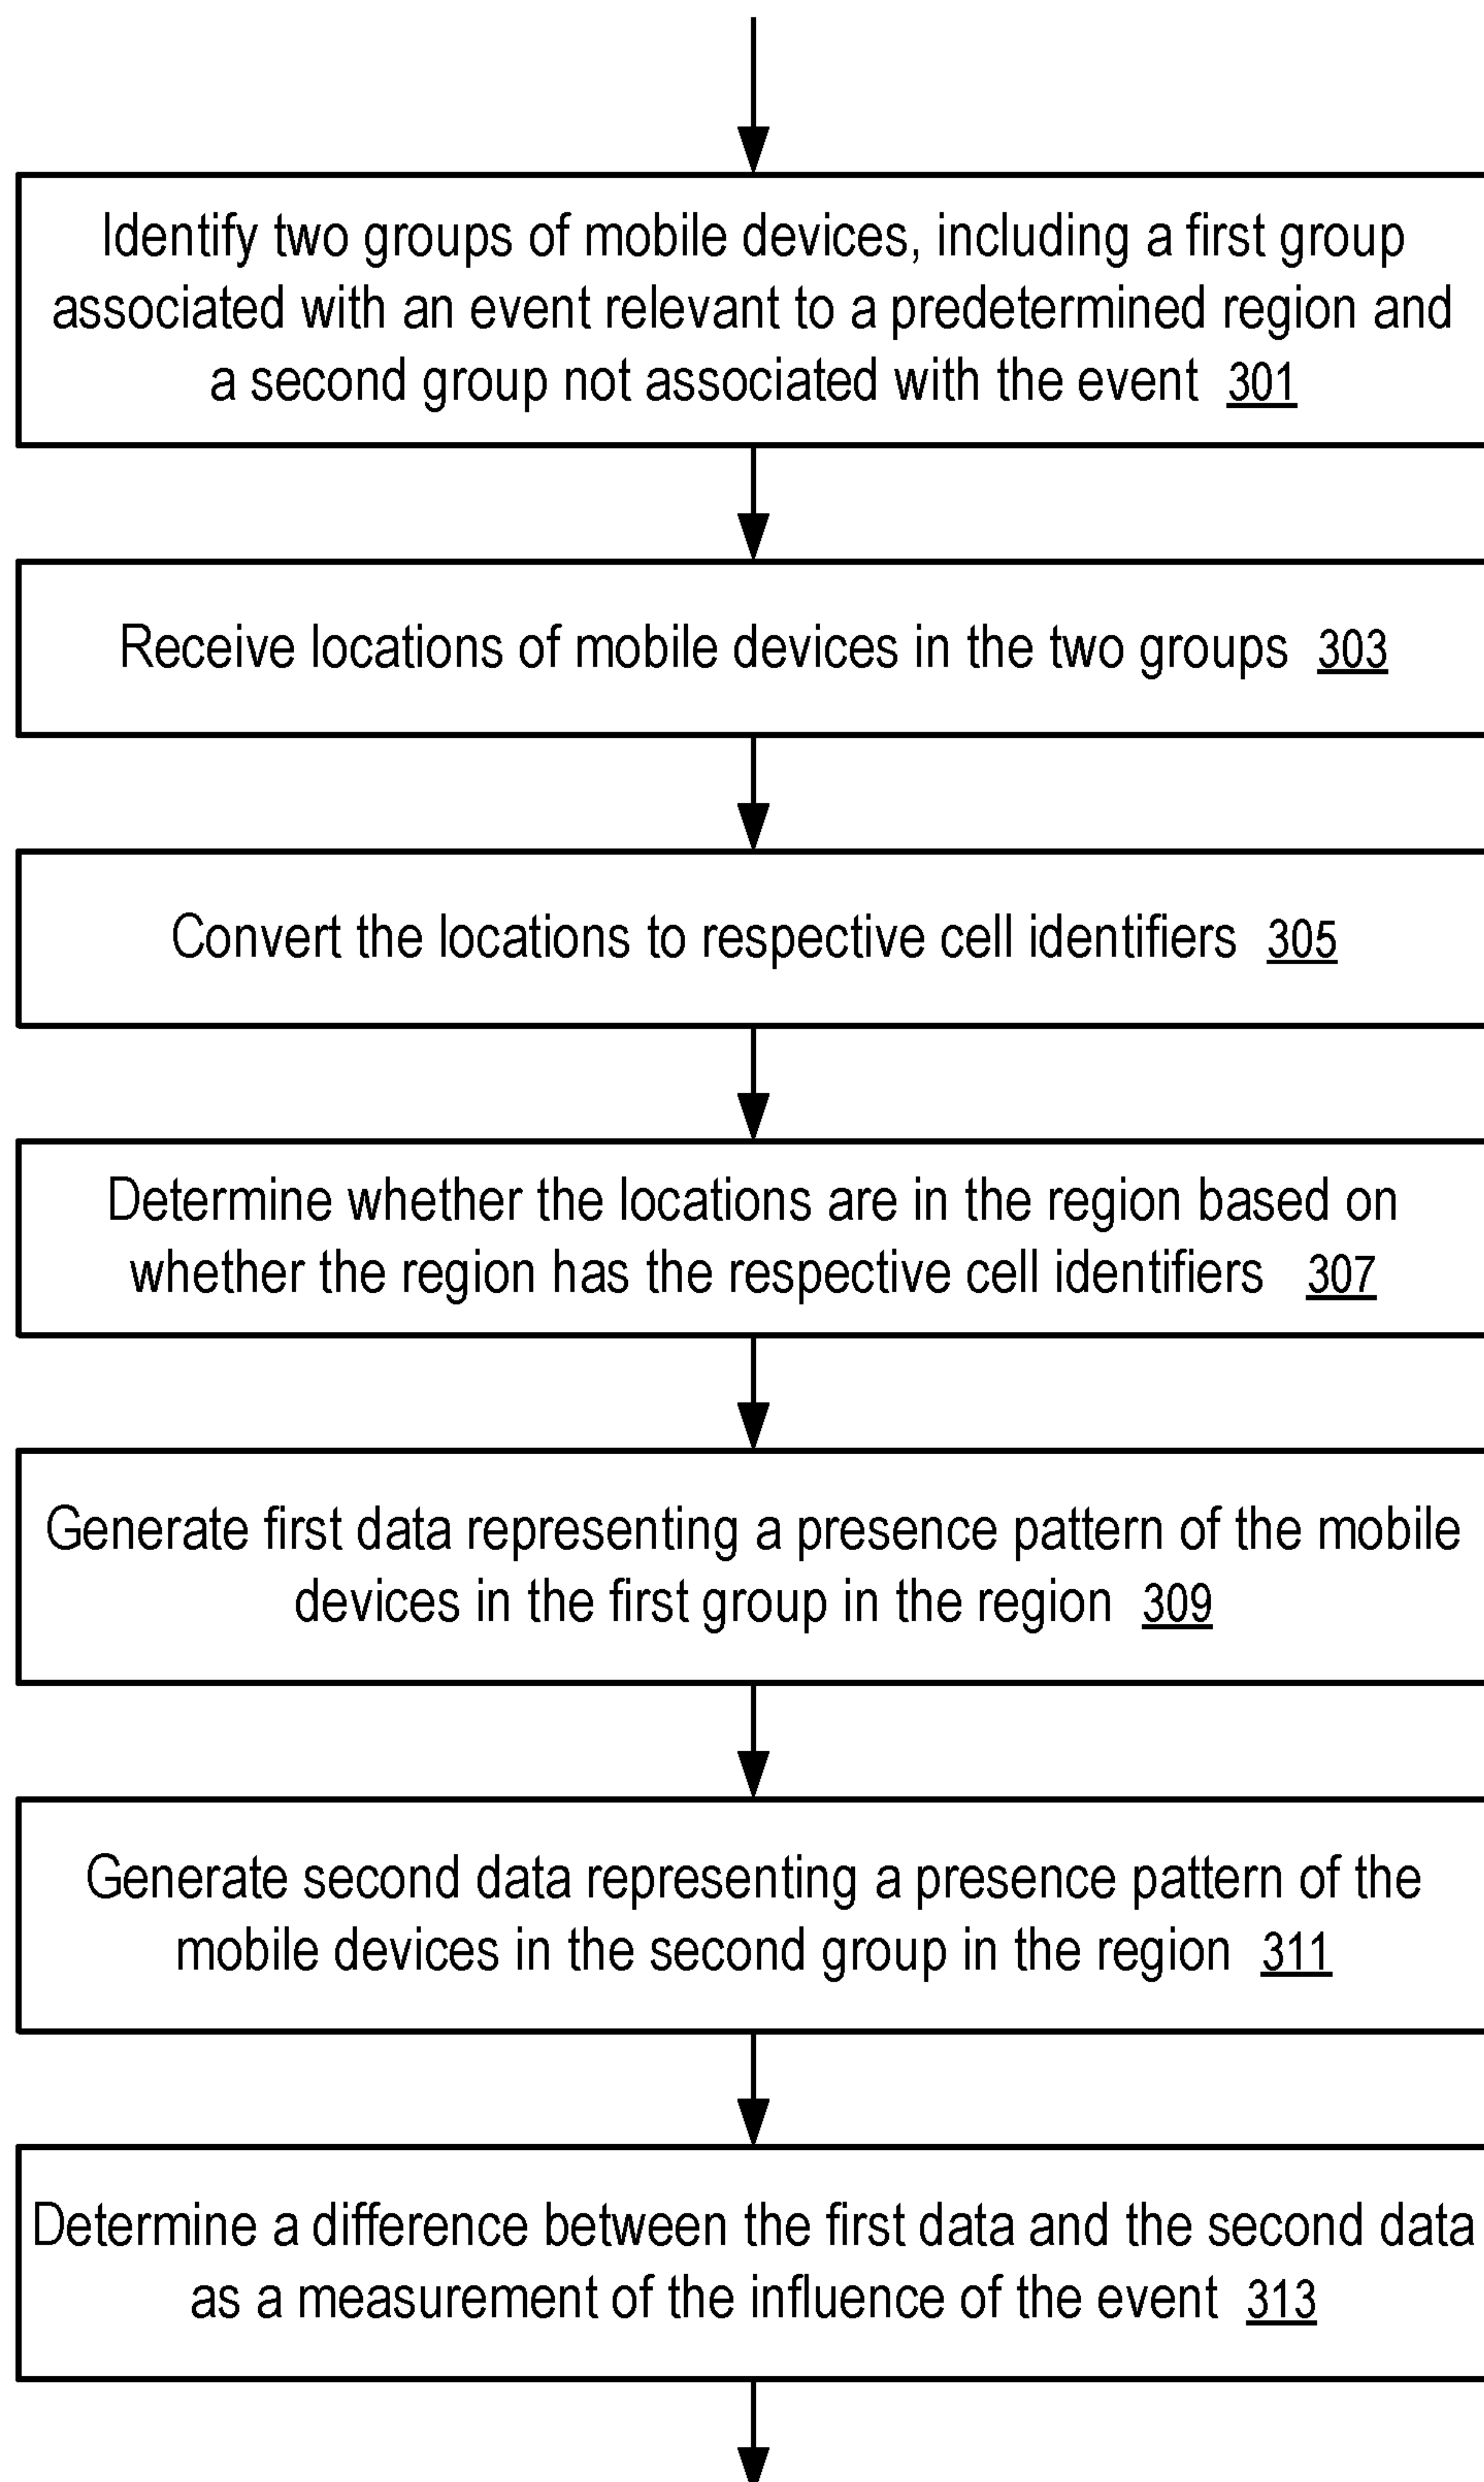 Identify two groups of mobile devices, including a first group
associated with an event relevant to a predetermined region and
a second group not associated with the event 301
Receive locations of mobile devices in the two groups 303
Convert the locations to respective cell identifiers 305
Determine whether the locations are in the region based on
whether the region has the respective cell identifiers 307
Generate first data representing a presence pattern of the mobile
devices in the first group in the region 309
Generate second data representing a presence pattern of the
mobile devices in the second group in the region 311
Determine a difference between the first data and the second data
as a measurement of the influence of the event 313